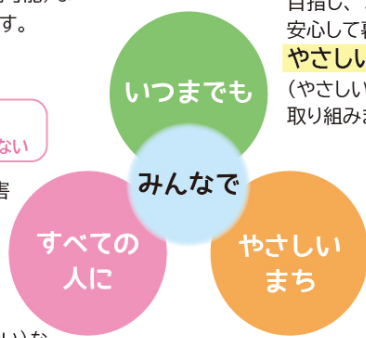 す。
目指し、
安心して暮
やさしい
(やさしい
取り組みま
ない
害
いつまでも
みんなで
すべての
人に
やさしい
まち